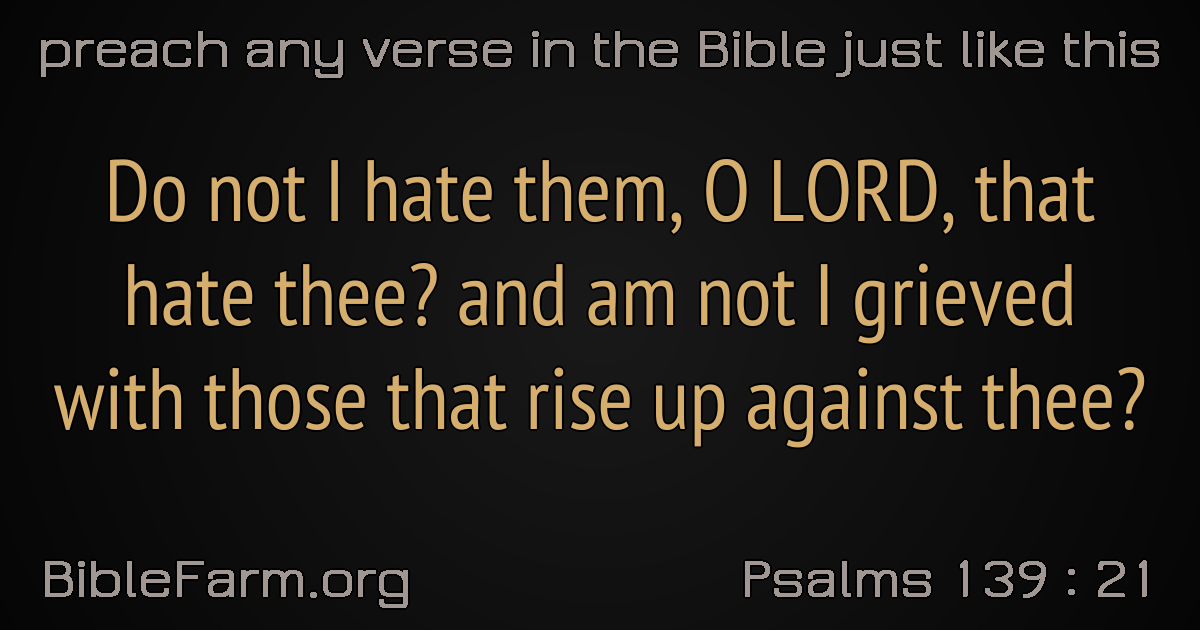 preach any verse in the Bible just like this
Do not I hate them, O LORD, that
hate thee? and am not I grieved
with those that rise up against thee?
BibleFarm.org
Psalms 139 : 21